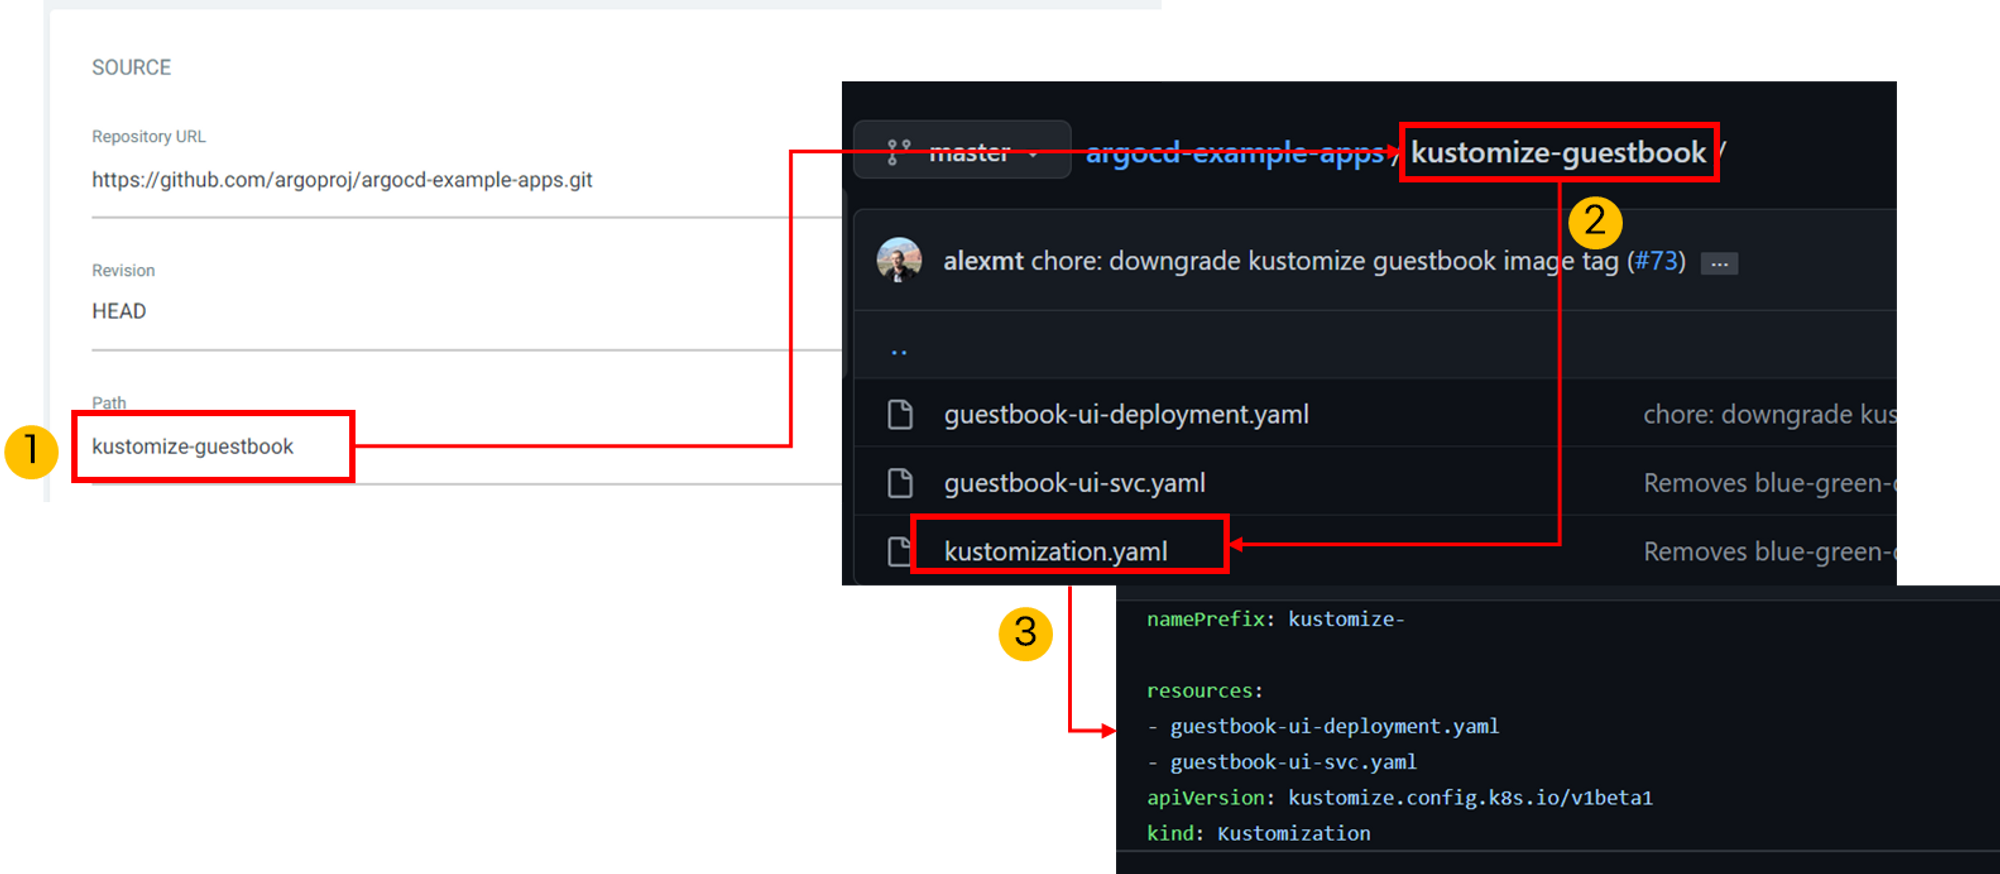 SOURCE
Repository URL
https://github.com/argoproj/argocd-example-apps.git
Revision
HEAD
Path
1
kustomize-guestbook
master argocd-example-apps / kustomize-guestbook /
2
alexmt chore: downgrade kustomize guestbook image tag (#73) ...
..
guestbook-ui-deployment.yaml chore: downgrade kus
guestbook-ui-svc.yaml Removes blue-green-
kustomization.yaml Removes blue-green-
3
namePrefix: kustomize-
resources:
- guestbook-ui-deployment.yaml
- guestbook-ui-svc.yaml
apiVersion: kustomize.config.k8s.io/v1beta1
kind: Kustomization